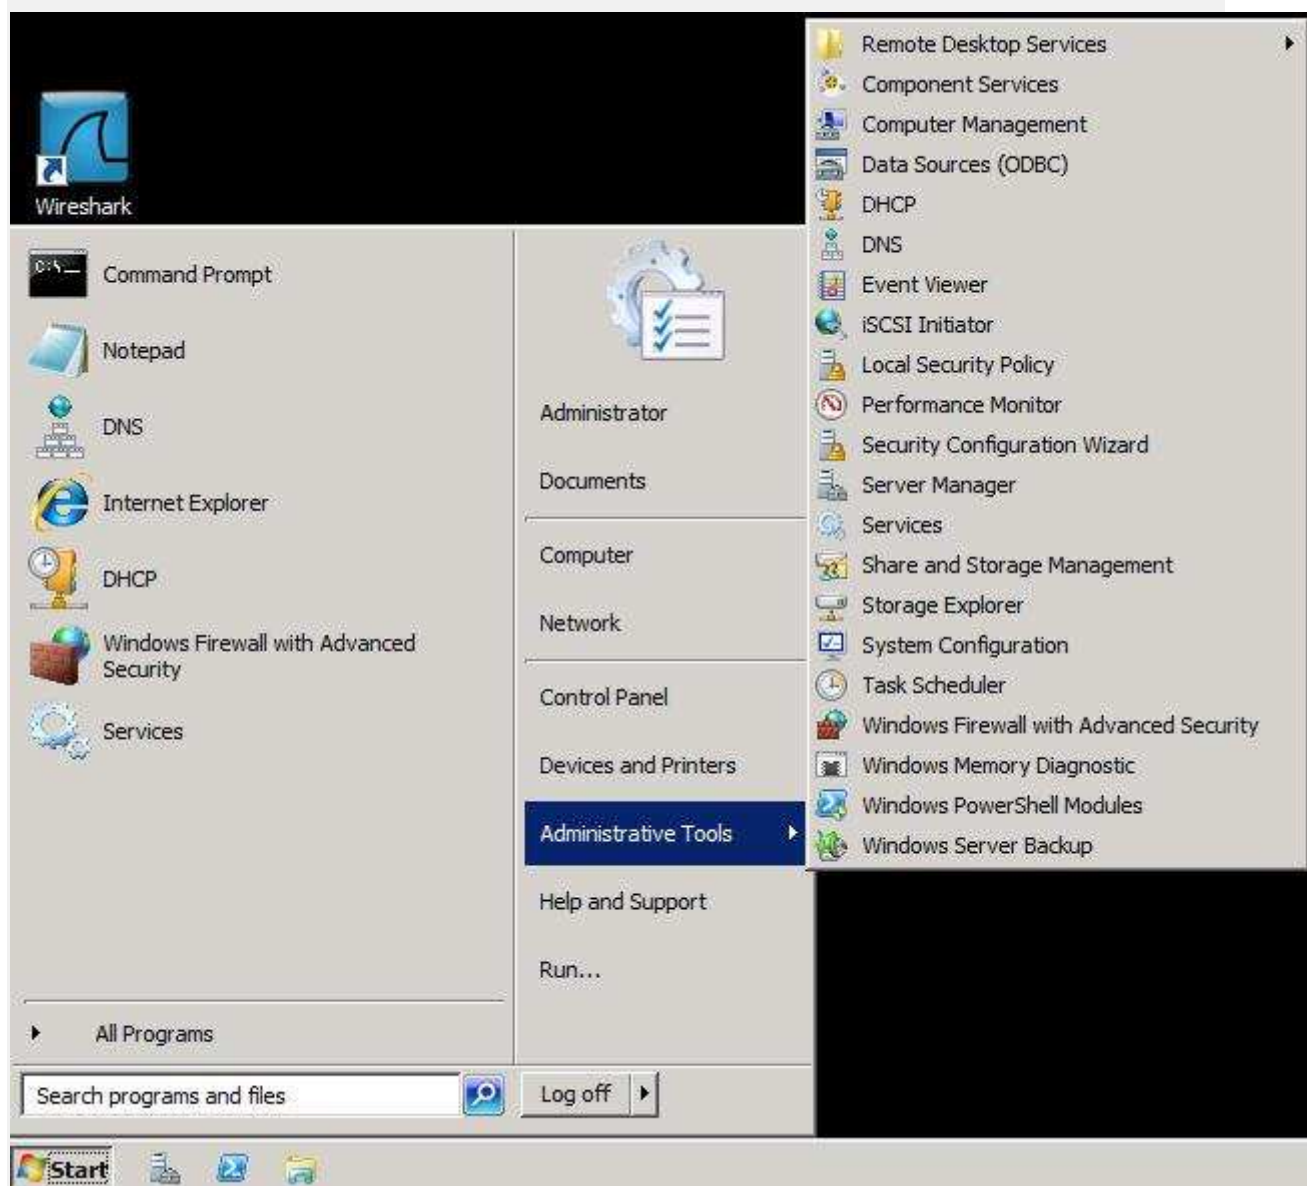 Wireshark
Command Prompt
Notepad
DNS
Internet Explorer
DHCP
Windows Firewall with Advanced
Security
Services
All Programs
Search programs and files
Administrator
Documents
Computer
Network
Control Panel
Devices and Printers
Administrative Tools
Help and Support
Run...
Log off
Remote Desktop Services
Component Services
Computer Management
Data Sources (ODBC)
DHCP
DNS
Event Viewer
iSCSI Initiator
Local Security Policy
Performance Monitor
Security Configuration Wizard
Server Manager
Services
Share and Storage Management
Storage Explorer
System Configuration
Task Scheduler
Windows Firewall with Advanced Security
Windows Memory Diagnostic
Windows PowerShell Modules
Windows Server Backup
Start